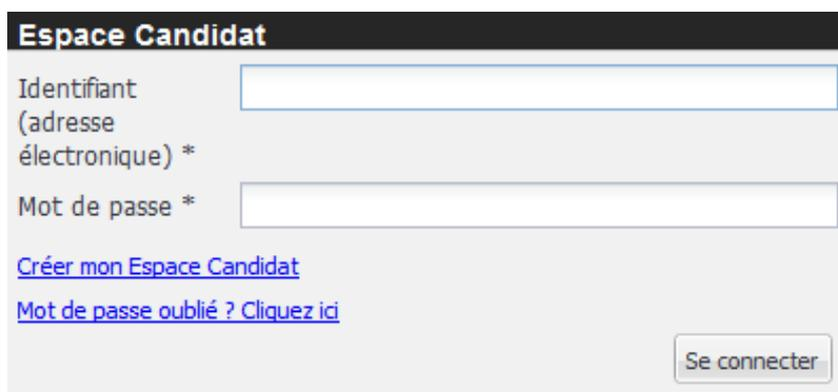 Espace Candidat
Identifiant
(adresse
électronique) *
Mot de passe *
Créer mon Espace Candidat
Mot de passe oublié ? Cliquez ici
Se connecter